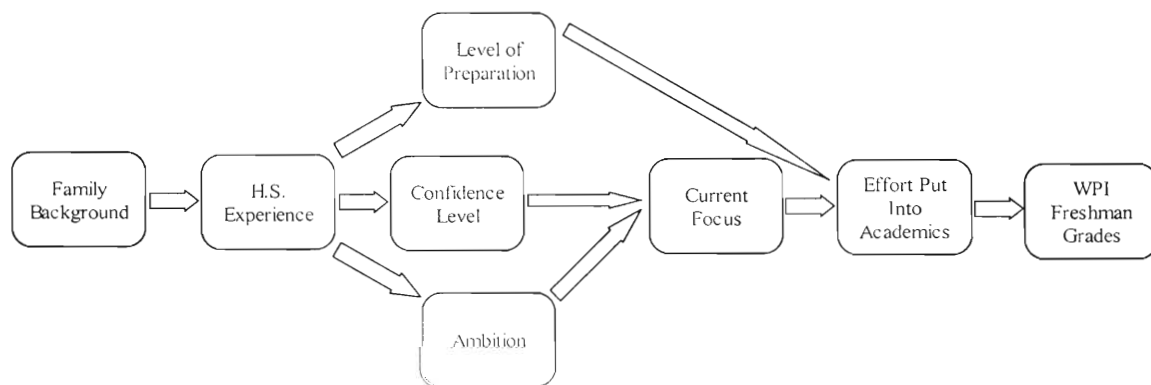 Family
Background
H.S.
Experience
Level of
Preparation
Confidence
Level
Ambition
Current
Focus
Effort Put
Into
Academics
WPI
Freshman
Grades